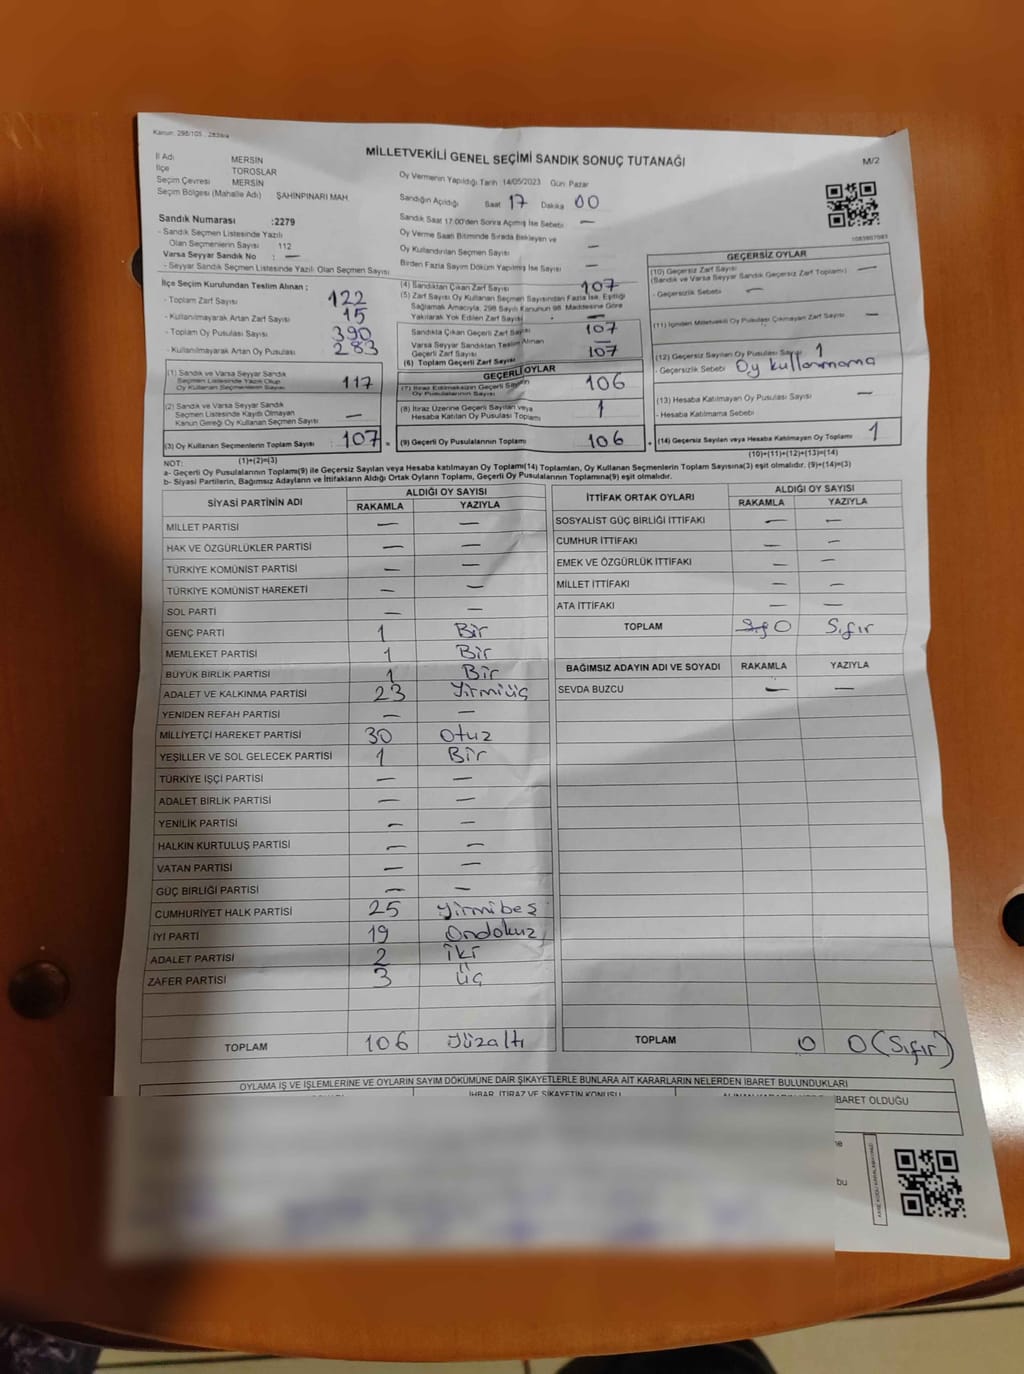 Kanun: 298/105 , 283
MİLLETVEKİLİ GENEL SEÇİMİ SANDIK SONUÇ TUTANAĞI
M/2
İl Adı MERSİN
İlçe TOROSLAR
Seçim Çevresi MERSİN
Seçim Bölgesi (Mahalle Adı) ŞAHİNPINARI MAH
Sandık Numarası :2279
- Sandık Seçmen Listesinde Yazılı
Olan Seçmenlerin Sayısı 112
Varsa Seyyar Sandık No : —
- Seyyar Sandık Seçmen Listesinde Yazılı Olan Seçmen Sayısı
Oy Vermenin Yapıldığı Tarih 14/05/2023 Gün Pazar
Sandığın Açıldığı Saat 17 Dakika 00
Sandık Saat 17:00'den Sonra Açılmış İse Sebebi —
Oy Verme Saati Bitiminde Sırada Bekleyen ve
Oy Kullandırılan Seçmen Sayısı —
Birden Fazla Sayım Döküm Yapılmış İse Sayısı —
1083807083
İlçe Seçim Kurulundan Teslim Alınan :
- Toplam Zarf Sayısı 122
- Kullanılmayarak Artan Zarf Sayısı 15
- Toplam Oy Pusulası Sayısı 390
- Kullanılmayarak Artan Oy Pusulası 283
(1) Sandık ve Varsa Seyyar Sandık
Seçmen Listesinde Yazılı Olup
Oy Kullanan Seçmenlerin Sayısı 117
(2) Sandık ve Varsa Seyyar Sandık
Seçmen Listesinde Kaydı Olmayan
Kanun Gereği Oy Kullanan Seçmen Sayısı —
(3) Oy Kullanan Seçmenlerin Toplam Sayısı 107
(1)+(2)=(3)
(4) Sandıktan Çıkan Zarf Sayısı 107
(5) Zarf Sayısı Oy Kullanan Seçmen Sayısından Fazla İse, Eşitliği
Sağlamak Amacıyla, 298 Sayılı Kanunun 98. Maddesine Göre
Yakılarak Yok Edilen Zarf Sayısı —
Sandıkta Çıkan Geçerli Zarf Sayısı 107
Varsa Seyyar Sandıktan Teslim Alınan
Geçerli Zarf Sayısı
(6) Toplam Geçerli Zarf Sayısı 107
GEÇERLİ OYLAR
(7) İtiraz Edilmeksizin Geçerli Sayılan
Oy Pusulalarının Sayısı 106
(8) İtiraz Üzerine Geçerli Sayılan veya
Hesaba Katılan Oy Pusulası Toplamı 1
(9) Geçerli Oy Pusulalarının Toplamı 106
GEÇERSİZ OYLAR
(10) Geçersiz Zarf Sayısı
(Sandık ve Varsa Seyyar Sandık Geçersiz Zarf Toplamı) —
- Geçersizlik Sebebi —
(11) İçinden Milletvekili Oy Pusulası Çıkmayan Zarf Sayısı —
(12) Geçersiz Sayılan Oy Pusulası Sayısı 1
- Geçersizlik Sebebi Oy kullanmama
(13) Hesaba Katılmayan Oy Pusulası Sayısı —
- Hesaba Katılmama Sebebi
(14) Geçersiz Sayılan veya Hesaba Katılmayan Oy Toplamı 1
(10)+(11)+(12)+(13)=(14)
NOT:
a- Geçerli Oy Pusulalarının Toplamı(9) ile Geçersiz Sayılan veya Hesaba katılmayan Oy Toplamı(14) Toplamları, Oy Kullanan Seçmenlerin Toplam Sayısına(3) eşit olmalıdır. (9)+(14)=(3)
b- Siyasi Partilerin, Bağımsız Adayların ve İttifakların Aldığı Ortak Oyların Toplamı, Geçerli Oy Pusulalarının Toplamına(9) eşit olmalıdır.
SİYASİ PARTİNİN ADI ALDIĞI OY SAYISI
RAKAMLA YAZIYLA
MİLLET PARTİSİ — —
HAK VE ÖZGÜRLÜKLER PARTİSİ — —
TÜRKİYE KOMÜNİST PARTİSİ — —
TÜRKİYE KOMÜNİST HAREKETİ — —
SOL PARTİ — —
GENÇ PARTİ 1 Bir
MEMLEKET PARTİSİ 1 Bir
BÜYÜK BİRLİK PARTİSİ 1 Bir
ADALET VE KALKINMA PARTİSİ 23 Yirmiüç
YENİDEN REFAH PARTİSİ — —
MİLLİYETÇİ HAREKET PARTİSİ 30 Otuz
YEŞİLLER VE SOL GELECEK PARTİSİ 1 Bir
TÜRKİYE İŞÇİ PARTİSİ — —
ADALET BİRLİK PARTİSİ — —
YENİLİK PARTİSİ — —
HALKIN KURTULUŞ PARTİSİ — —
VATAN PARTİSİ — —
GÜÇ BİRLİĞİ PARTİSİ — —
CUMHURİYET HALK PARTİSİ 25 Yirmibeş
İYİ PARTİ 19 Ondokuz
ADALET PARTİSİ 2 İki
ZAFER PARTİSİ 3 Üç
TOPLAM 106 Yüzaltı
İTTİFAK ORTAK OYLARI ALDIĞI OY SAYISI
RAKAMLA YAZIYLA
SOSYALİST GÜÇ BİRLİĞİ İTTİFAKI — —
CUMHUR İTTİFAKI — —
EMEK VE ÖZGÜRLÜK İTTİFAKI — —
MİLLET İTTİFAKI — —
ATA İTTİFAKI — —
TOPLAM 0 Sıfır
BAĞIMSIZ ADAYIN ADI VE SOYADI RAKAMLA YAZIYLA
SEVDA BUZCU — —
TOPLAM 0 0 (Sıfır)
OYLAMA İŞ VE İŞLEMLERİNE VE OYLARIN SAYIM DÖKÜMÜNE DAİR ŞİKAYETLERLE BUNLARA AİT KARARLARIN NELERDEN İBARET BULUNDUKLARI
İHBAR, İTİRAZ VE ŞİKAYETİN KONUSU
İBARET OLDUĞU
bu